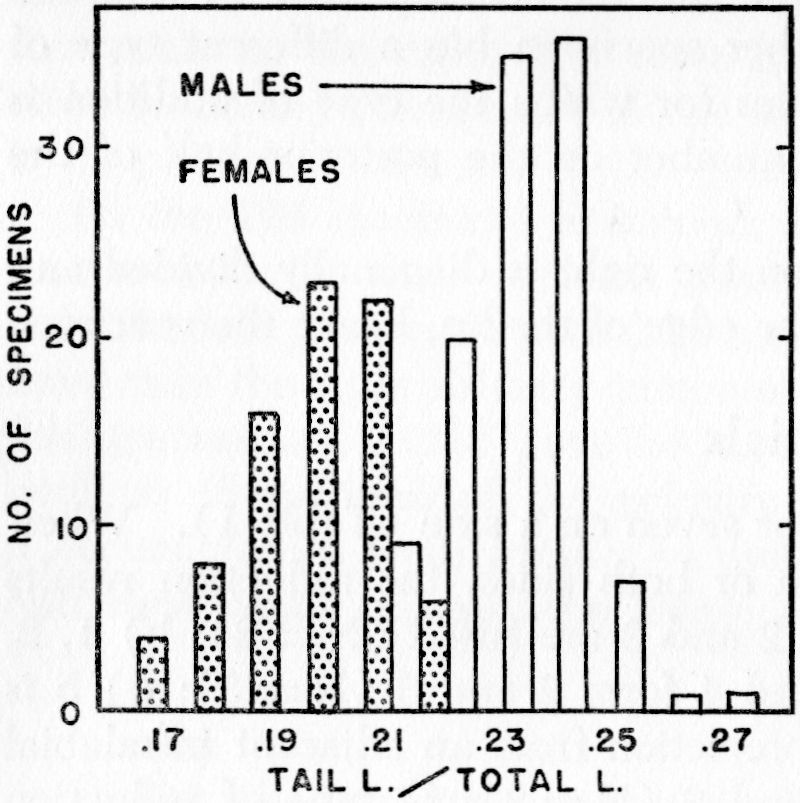 MALES
30
FEMALES
20
NO. OF SPECIMENS
10
0
.17 .19 .21 .23 .25 .27
TAIL L./TOTAL L.